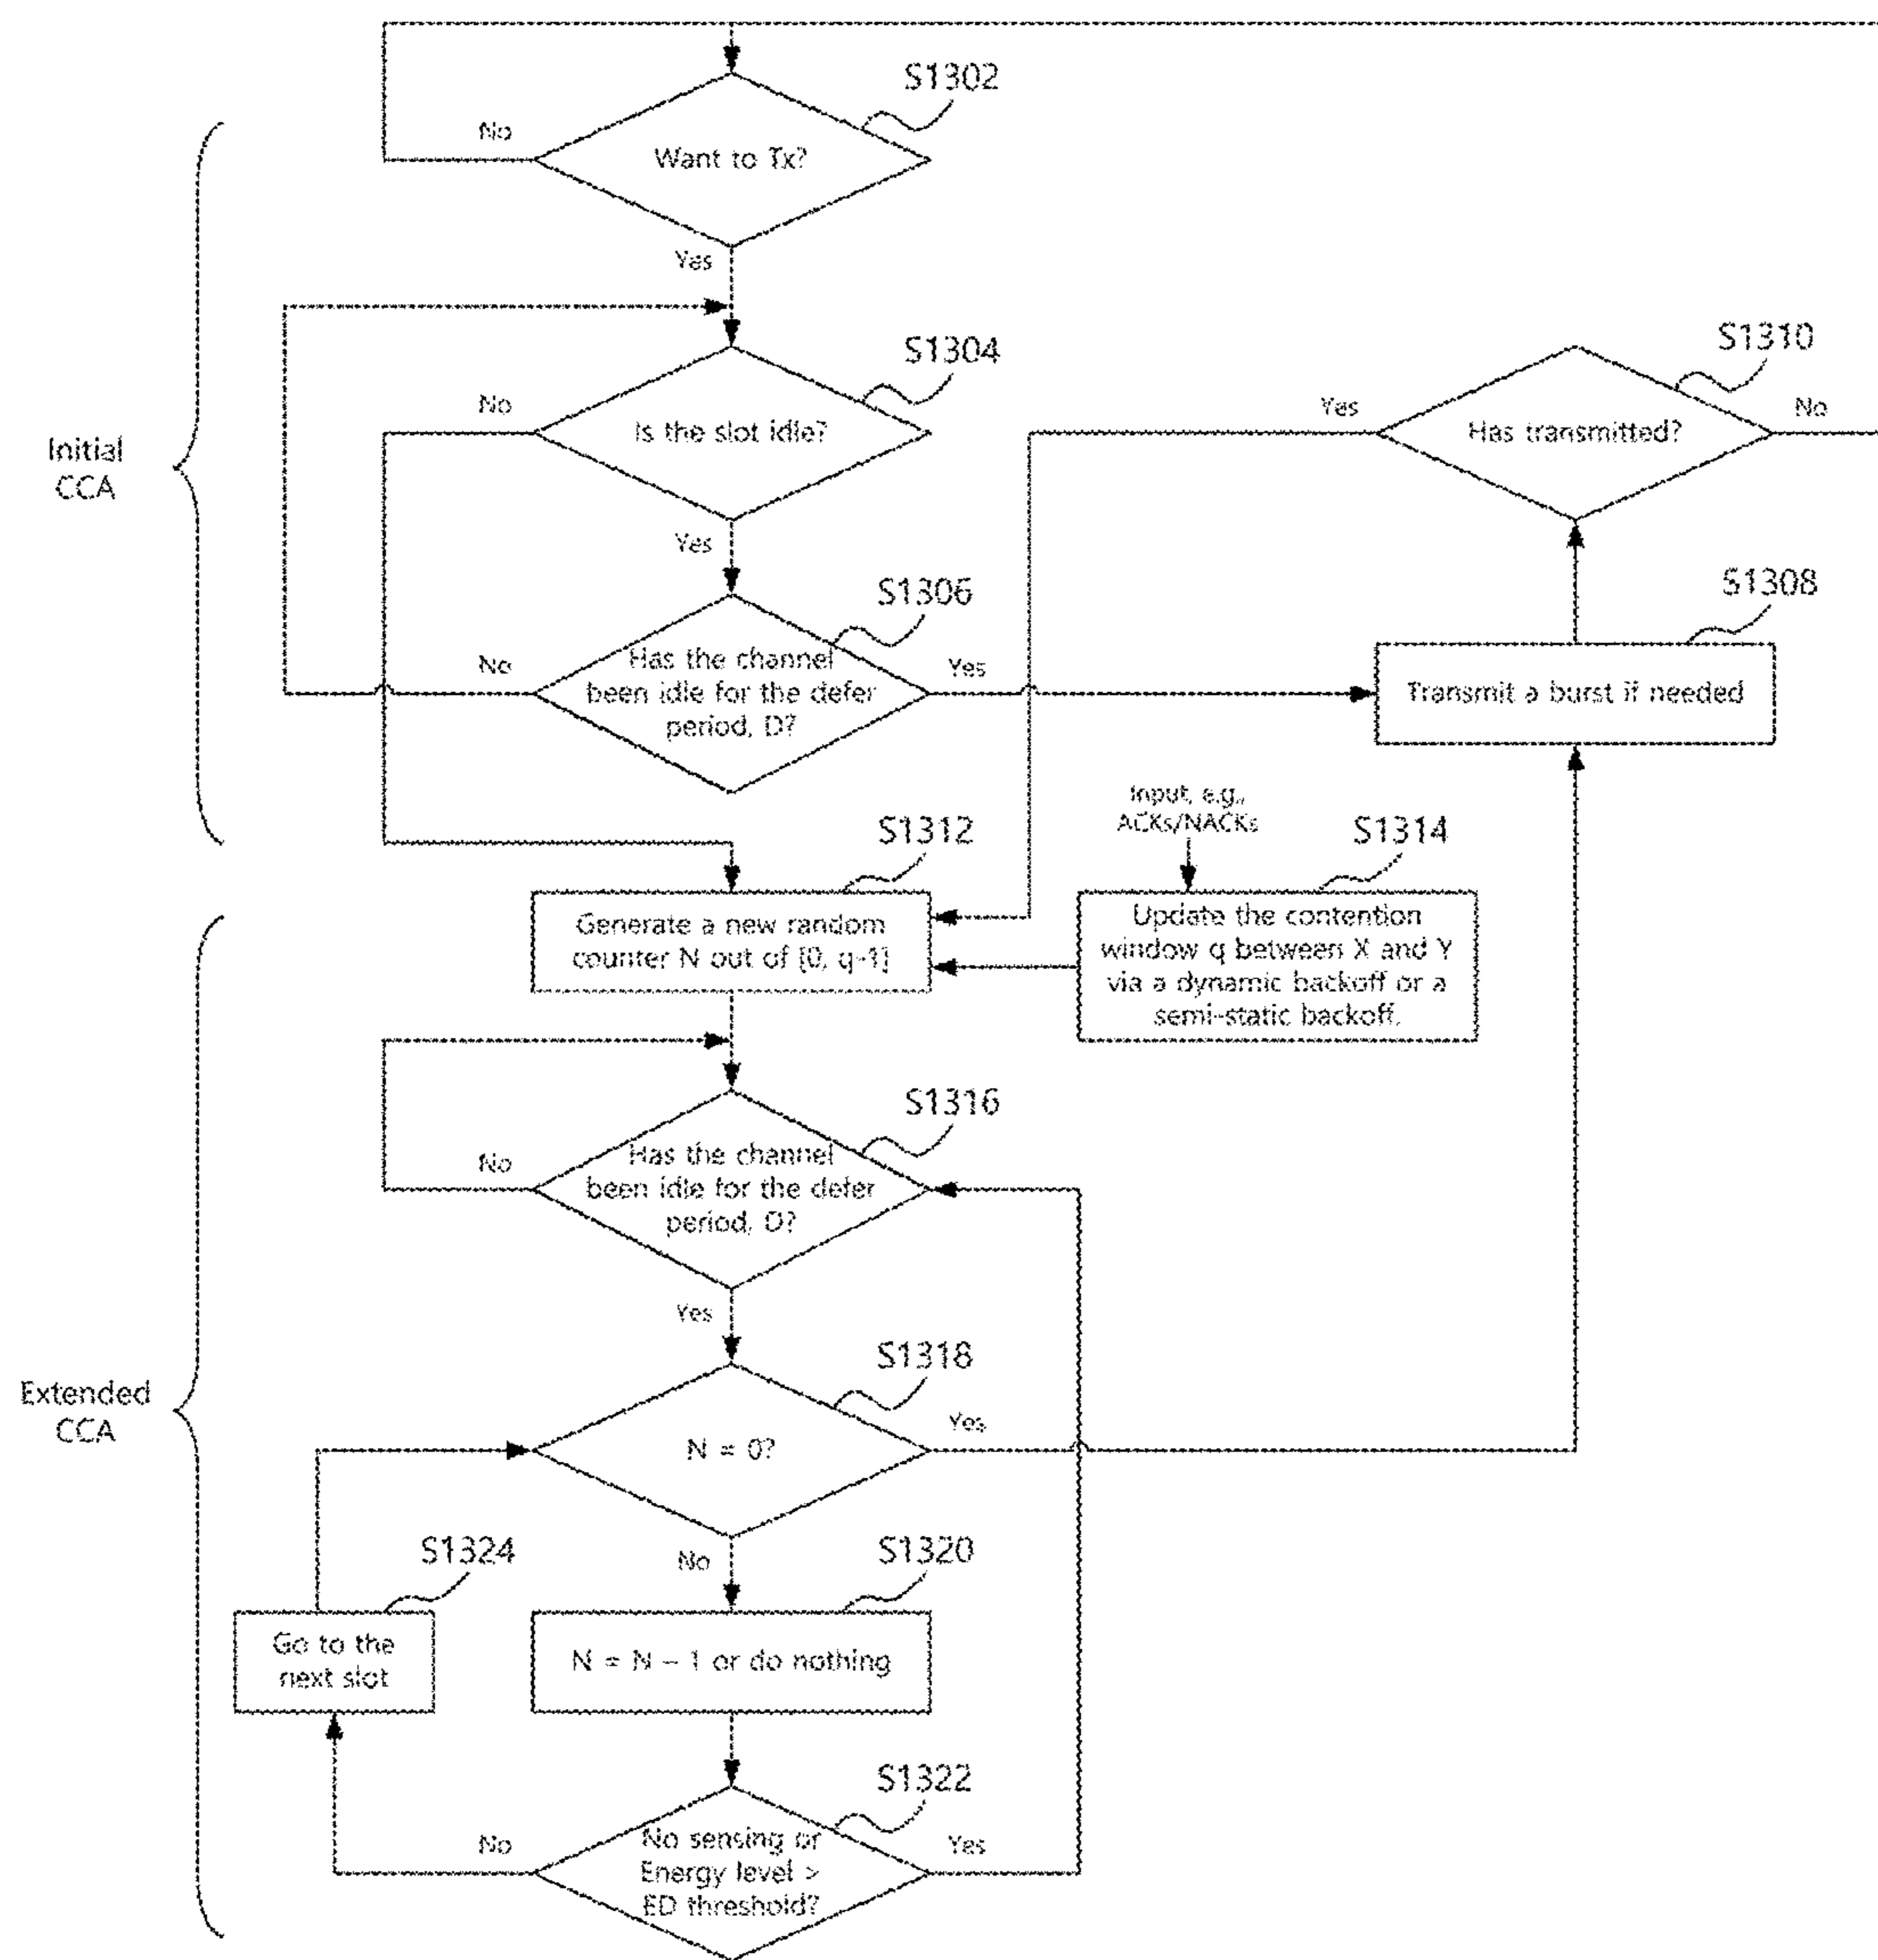 S1302
No
Want to Tx?
Yes
S1304
S1310
No
Is the slot idle?
Yes
Has transmitted?
No
Initial
CCA
Yes
S1306
S1308
No
Has the channel
been idle for the defer
period, D?
Yes
Transmit a burst if needed
Input, e.g.,
ACKs/NACKs
S1312
S1314
Generate a new random
counter N out of [0, q-1]
Update the contention
window q between X and Y
via a dynamic backoff or a
semi-static backoff.
S1316
No
Has the channel
been idle for the defer
period, D?
Yes
S1318
Extended
CCA
N = 0?
Yes
No
S1324
S1320
Go to the
next slot
N = N – 1 or do nothing
S1322
No
No sensing or
Energy level >
ED threshold?
Yes